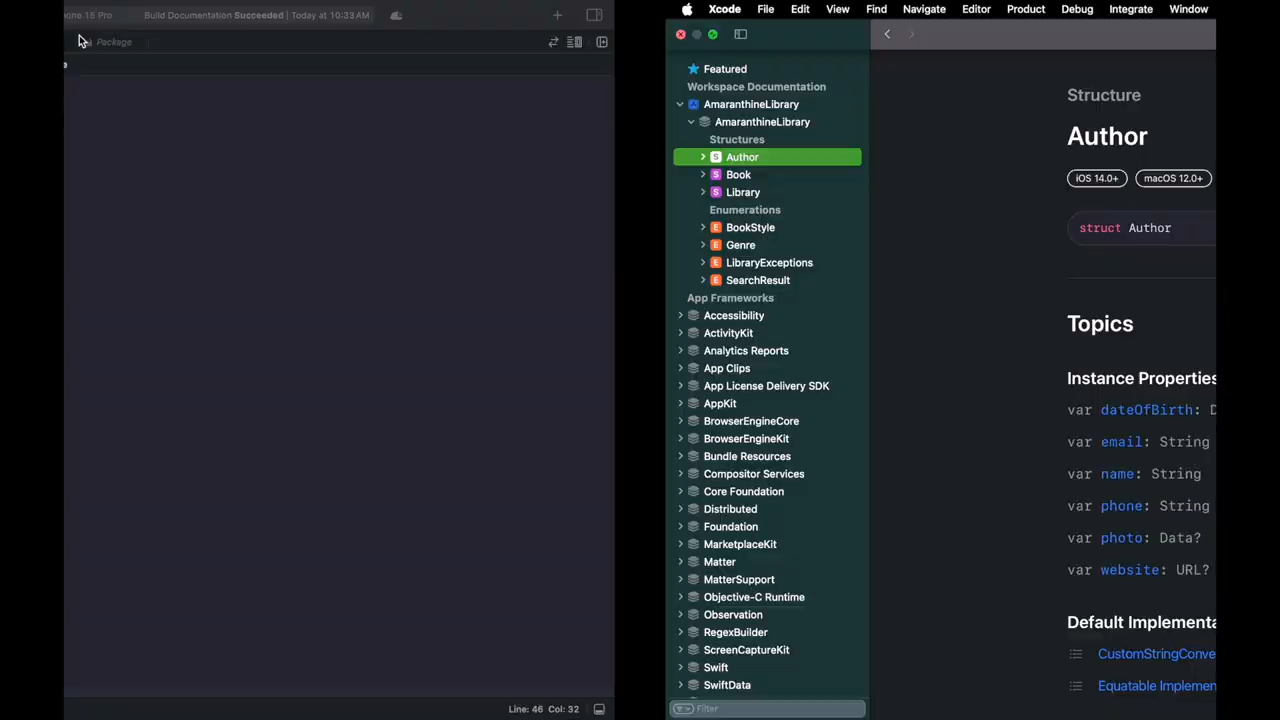 one 15 Pro
Build Documentation Succeeded | Today at 10:33 AM
Package
e
Line: 46 Col: 32
Xcode File Edit View Find Navigate Editor Product Debug Integrate Window
Featured
Workspace Documentation
AmaranthineLibrary
AmaranthineLibrary
Structures
S Author
S Book
S Library
Enumerations
E BookStyle
E Genre
E LibraryExceptions
E SearchResult
App Frameworks
Accessibility
ActivityKit
Analytics Reports
App Clips
App License Delivery SDK
AppKit
BrowserEngineCore
BrowserEngineKit
Bundle Resources
Compositor Services
Core Foundation
Distributed
Foundation
MarketplaceKit
Matter
MatterSupport
Objective-C Runtime
Observation
RegexBuilder
ScreenCaptureKit
Swift
SwiftData
Filter
Structure
Author
iOS 14.0+ macOS 12.0+
struct Author
Topics
Instance Properties
var dateOfBirth: D
var email: String
var name: String
var phone: String
var photo: Data?
var website: URL?
Default Implementa
CustomStringConve
Equatable Implemen